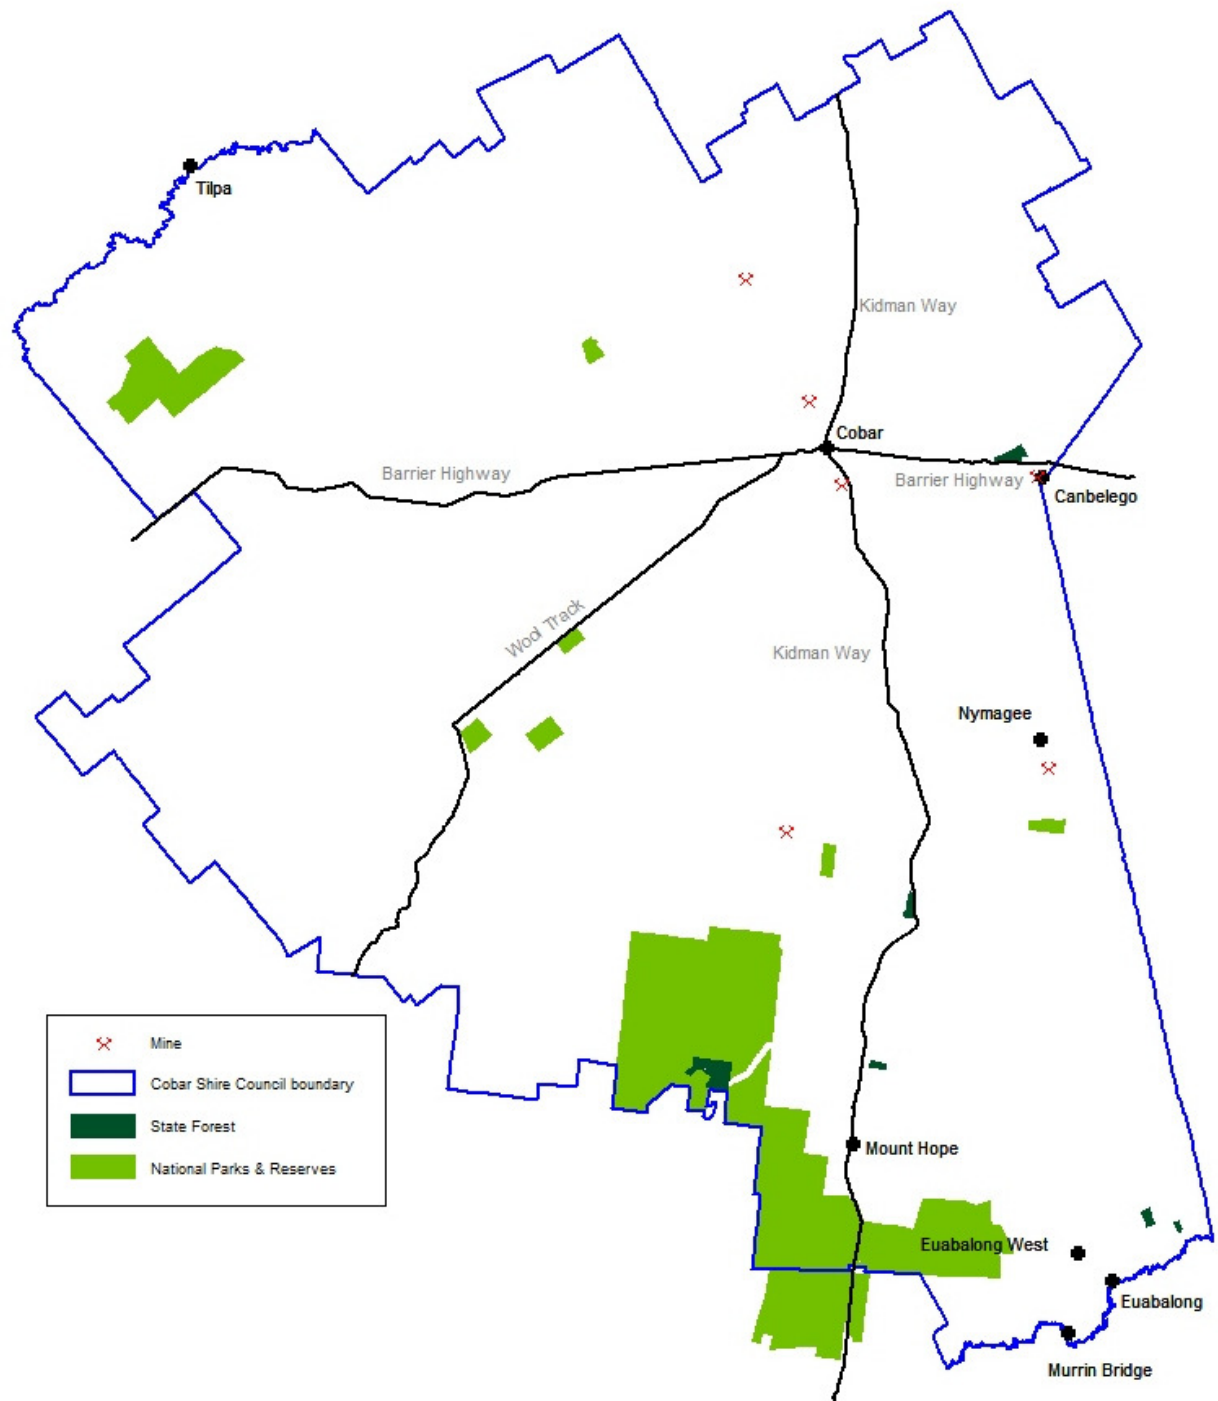 Tilpa
Kidman Way
Cobar
Barrier Highway
Barrier Highway
Canbelego
Wool Track
Kidman Way
Nymagee
Mine
Cobar Shire Council boundary
State Forest
National Parks & Reserves
Mount Hope
Euabalong West
Euabalong
Murrin Bridge